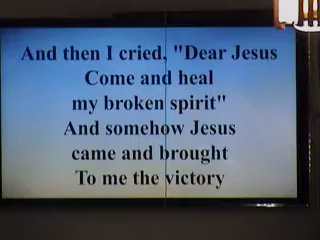 And then I cried, "Dear Jesus
Come and heal
my broken spirit"
And somehow Jesus
came and brought
To me the victory